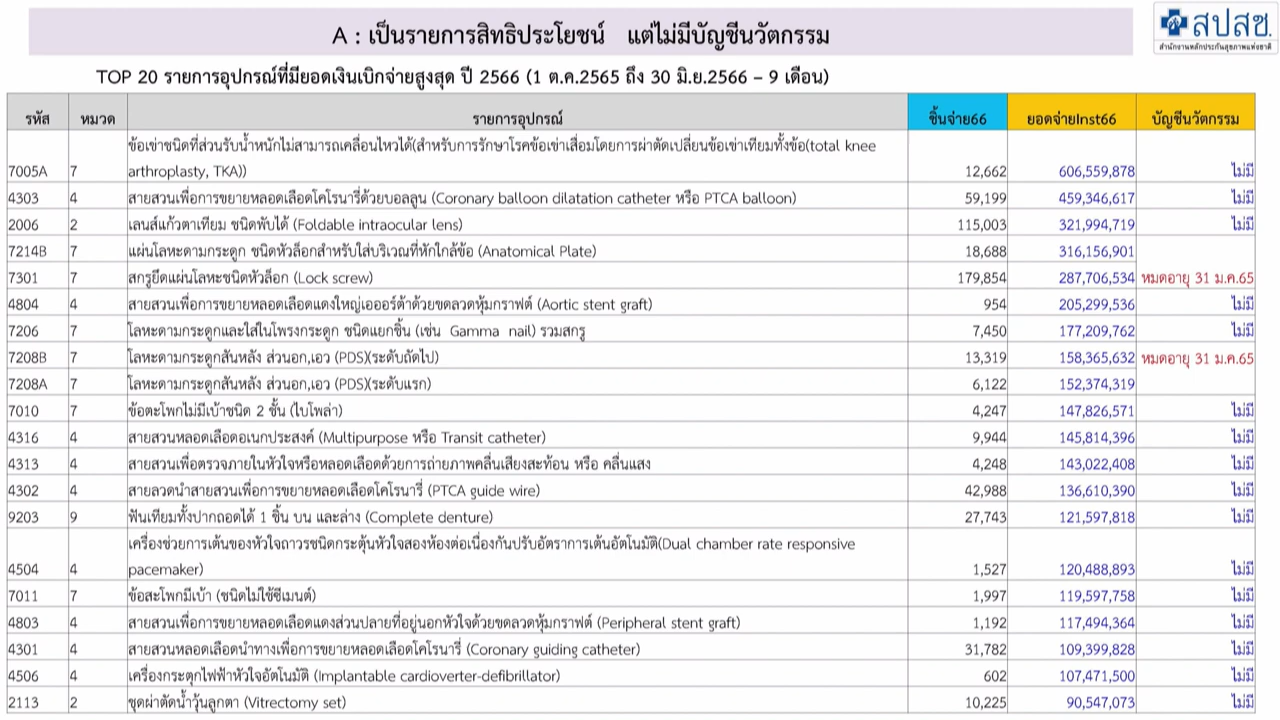 A : เป็นรายการสิทธิประโยชน์ แต่ไม่มีบัญชีนวัตกรรม
สปสช.
สำนักงานหลักประกันสุขภาพแห่งชาติ
TOP 20 รายการอุปกรณ์ที่มียอดเงินเบิกจ่ายสูงสุด ปี 2566 (1 ต.ค.2565 ถึง 30 มิ.ย.2566 – 9 เดือน)
รหัส หมวด รายการอุปกรณ์ ชิ้นจ่าย66 ยอดจ่ายInst66 บัญชีนวัตกรรม
ข้อเข่าชนิดที่ส่วนรับน้ำหนักไม่สามารถเคลื่อนไหวได้(สำหรับการรักษาโรคข้อเข่าเสื่อมโดยการผ่าตัดเปลี่ยนข้อเข่าเทียมทั้งข้อ(total knee
7005A 7 arthroplasty, TKA)) 12,662 606,559,878 ไม่มี
4303 4 สายสวนเพื่อการขยายหลอดเลือดโคโรนารี่ด้วยบอลลูน (Coronary balloon dilatation catheter หรือ PTCA balloon) 59,199 459,346,617 ไม่มี
2006 2 เลนส์แก้วตาเทียม ชนิดพับได้ (Foldable intraocular lens) 115,003 321,994,719 ไม่มี
7214B 7 แผ่นโลหะดามกระดูก ชนิดหัวล็อกสำหรับใส่บริเวณที่หักใกล้ข้อ (Anatomical Plate) 18,688 316,156,901
7301 7 สกรูยึดแผ่นโลหะชนิดหัวล็อก (Lock screw) 179,854 287,706,534 หมดอายุ 31 ม.ค.65
4804 4 สายสวนเพื่อการขยายหลอดเลือดแดงใหญ่เอออร์ต้าด้วยขดลวดหุ้มกราฟต์ (Aortic stent graft) 954 205,299,536 ไม่มี
7206 7 โลหะดามกระดูกและใส่ในโพรงกระดูก ชนิดแยกชิ้น (เช่น Gamma nail) รวมสกรู 7,450 177,209,762 ไม่มี
7208B 7 โลหะดามกระดูกสันหลัง ส่วนอก,เอว (PDS)(ระดับถัดไป) 13,319 158,365,632 หมดอายุ 31 ม.ค.65
7208A 7 โลหะดามกระดูกสันหลัง ส่วนอก,เอว (PDS)(ระดับแรก) 6,122 152,374,319
7010 7 ข้อตะโพกไม่มีเบ้าชนิด 2 ชั้น (ไบโพล่า) 4,247 147,826,571 ไม่มี
4316 4 สายสวนหลอดเลือดอเนกประสงค์ (Multipurpose หรือ Transit catheter) 9,944 145,814,396 ไม่มี
4313 4 สายสวนเพื่อตรวจภายในหัวใจหรือหลอดเลือดด้วยการถ่ายภาพคลื่นเสียงสะท้อน หรือ คลื่นแสง 4,248 143,022,408 ไม่มี
4302 4 สายลวดนำสายสวนเพื่อการขยายหลอดเลือดโคโรนารี่ (PTCA guide wire) 42,988 136,610,390 ไม่มี
9203 9 ฟันเทียมทั้งปากถอดได้ 1 ชิ้น บน และล่าง (Complete denture) 27,743 121,597,818 ไม่มี
เครื่องช่วยการเต้นของหัวใจถาวรชนิดกระตุ้นหัวใจสองห้องต่อเนื่องกันปรับอัตราการเต้นอัตโนมัติ(Dual chamber rate responsive
4504 4 pacemaker) 1,527 120,488,893 ไม่มี
7011 7 ข้อสะโพกมีเบ้า (ชนิดไม่ใช้ซีเมนต์) 1,997 119,597,758 ไม่มี
4803 4 สายสวนเพื่อการขยายหลอดเลือดแดงส่วนปลายที่อยู่นอกหัวใจด้วยขดลวดหุ้มกราฟต์ (Peripheral stent graft) 1,192 117,494,364 ไม่มี
4301 4 สายสวนหลอดเลือดนำทางเพื่อการขยายหลอดเลือดโคโรนารี่ (Coronary guiding catheter) 31,782 109,399,828 ไม่มี
4506 4 เครื่องกระตุกไฟฟ้าหัวใจอัตโนมัติ (Implantable cardioverter-defibrillator) 602 107,471,500 ไม่มี
2113 2 ชุดผ่าตัดน้ำวุ้นลูกตา (Vitrectomy set) 10,225 90,547,073 ไม่มี